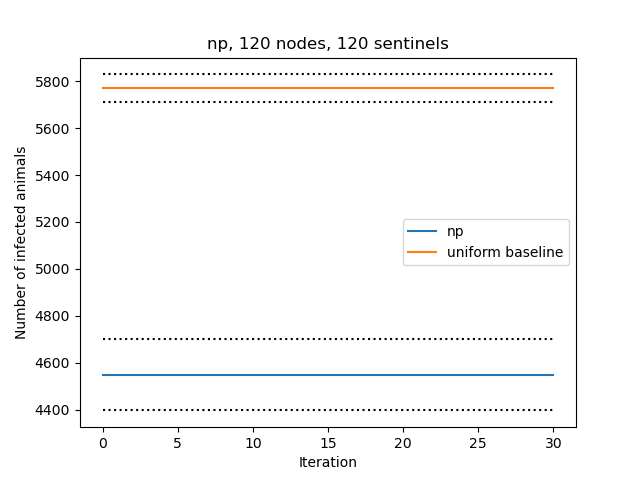 np, 120 nodes, 120 sentinels
5800
5600
5400
5200
5000
4800
4600
4400
Number of infected animals
np
uniform baseline
0 5 10 15 20 25 30
Iteration